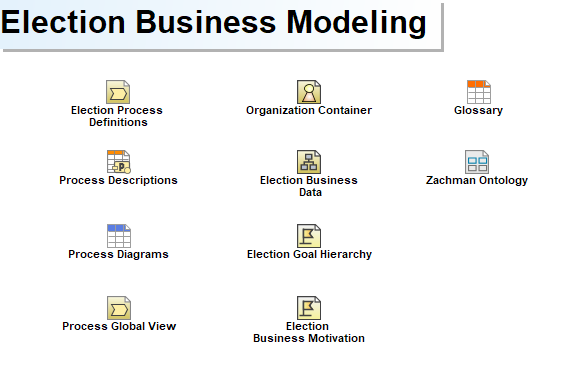 Election Business Modeling
Election Process
Definitions
Organization Container
Glossary
Process Descriptions
Election Business
Data
Zachman Ontology
Process Diagrams
Election Goal Hierarchy
Process Global View
Election
Business Motivation